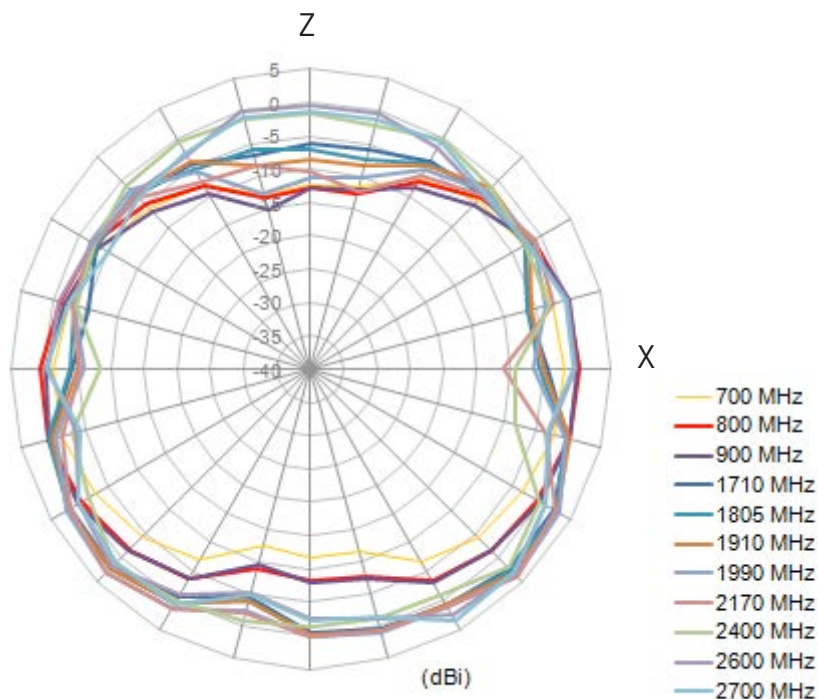 Z
5
0
-5
-10
-15
-20
-25
-30
-35
-40
X
(dBi)
700 MHz
800 MHz
900 MHz
1710 MHz
1805 MHz
1910 MHz
1990 MHz
2170 MHz
2400 MHz
2600 MHz
2700 MHz